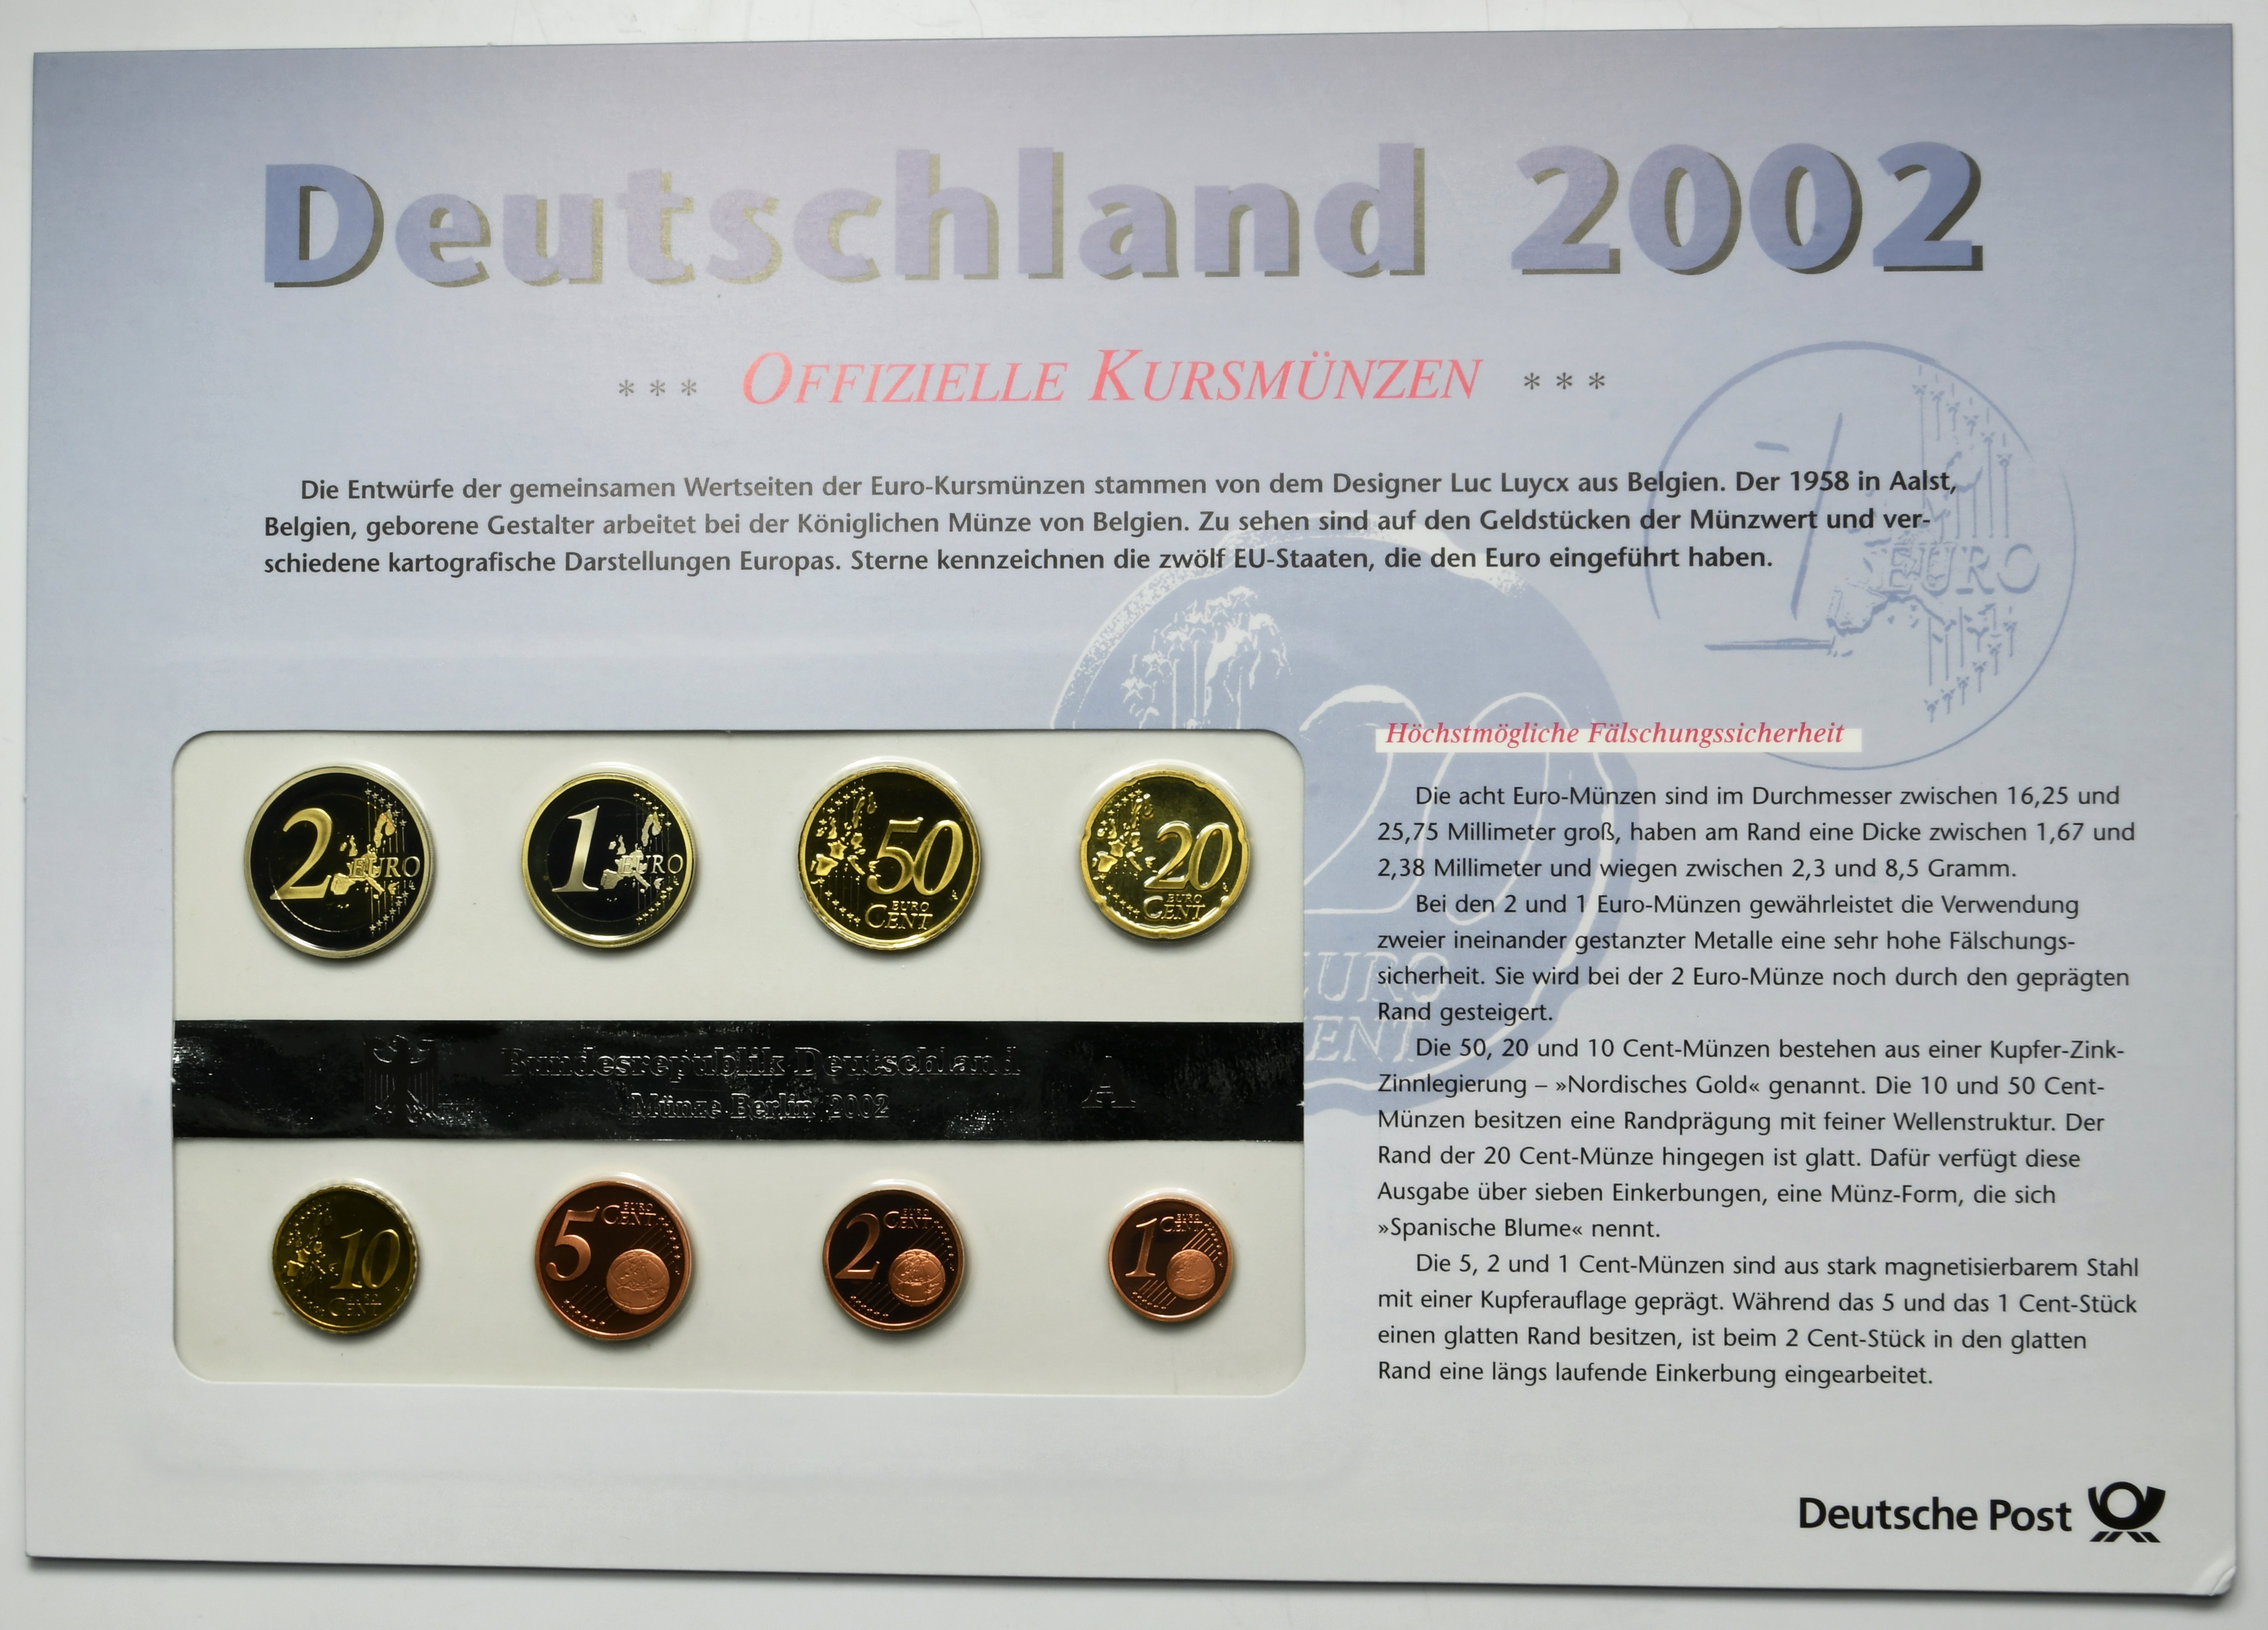 Deutschland 2002
*** OFFIZIELLE KURSMÜNZEN ***
Die Entwürfe der gemeinsamen Wertseiten der Euro-Kursmünzen stammen von dem Designer Luc Luycx aus Belgien. Der 1958 in Aalst,
Belgien, geborene Gestalter arbeitet bei der Königlichen Münze von Belgien. Zu sehen sind auf den Geldstücken der Münzwert und ver-
schiedene kartografische Darstellungen Europas. Sterne kennzeichnen die zwölf EU-Staaten, die den Euro eingeführt haben.
1 EURO
20 EURO CENT
2 EURO
1 EURO
50 EURO CENT
20 EURO CENT
Bundesrepublik Deutschland
Münze Berlin 2002
A
10 EURO CENT
5 EURO CENT
2 EURO CENT
1 EURO CENT
Höchstmögliche Fälschungssicherheit
Die acht Euro-Münzen sind im Durchmesser zwischen 16,25 und
25,75 Millimeter groß, haben am Rand eine Dicke zwischen 1,67 und
2,38 Millimeter und wiegen zwischen 2,3 und 8,5 Gramm.
Bei den 2 und 1 Euro-Münzen gewährleistet die Verwendung
zweier ineinander gestanzter Metalle eine sehr hohe Fälschungs-
sicherheit. Sie wird bei der 2 Euro-Münze noch durch den geprägten
Rand gesteigert.
Die 50, 20 und 10 Cent-Münzen bestehen aus einer Kupfer-Zink-
Zinnlegierung – »Nordisches Gold« genannt. Die 10 und 50 Cent-
Münzen besitzen eine Randprägung mit feiner Wellenstruktur. Der
Rand der 20 Cent-Münze hingegen ist glatt. Dafür verfügt diese
Ausgabe über sieben Einkerbungen, eine Münz-Form, die sich
»Spanische Blume« nennt.
Die 5, 2 und 1 Cent-Münzen sind aus stark magnetisierbarem Stahl
mit einer Kupferauflage geprägt. Während das 5 und das 1 Cent-Stück
einen glatten Rand besitzen, ist beim 2 Cent-Stück in den glatten
Rand eine längs laufende Einkerbung eingearbeitet.
Deutsche Post